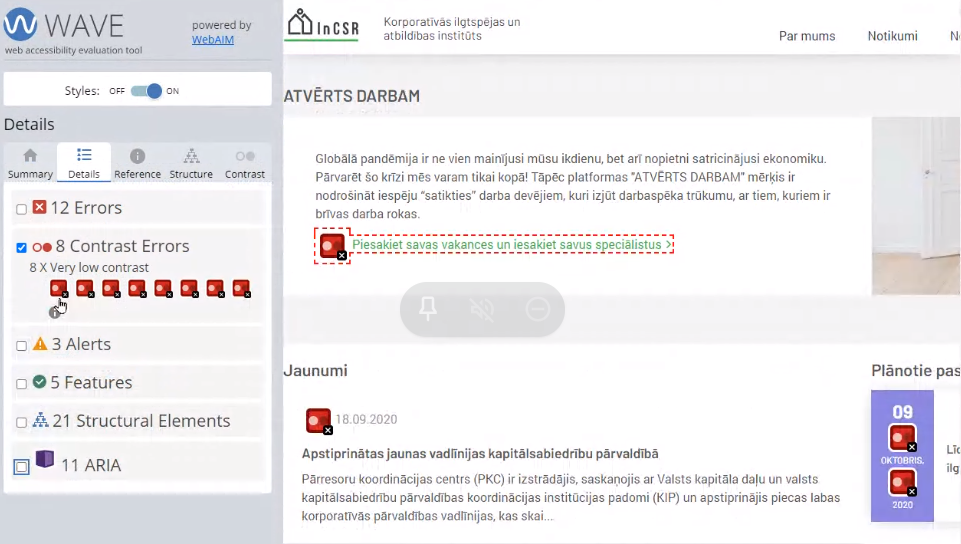 WAVE
web accessibility evaluation tool
powered by
WebAIM
Styles: OFF ON
Details
Summary Details Reference Structure Contrast
12 Errors
8 Contrast Errors
8 X Very low contrast
3 Alerts
5 Features
21 Structural Elements
11 ARIA
InCSR
Korporatīvās ilgtspējas un
atbildības institūts
Par mums Notikumi
ATVĒRTS DARBAM
Globālā pandēmija ir ne vien mainījusi mūsu ikdienu, bet arī nopietni satricinājusi ekonomiku.
Pārvarēt šo krīzi mēs varam tikai kopā! Tāpēc platformas "ATVĒRTS DARBAM" mērķis ir
nodrošināt iespēju “satikties” darba devējiem, kuri izjūt darbaspēka trūkumu, ar tiem, kuriem ir
brīvas darba rokas.
Piesakiet savas vakances un iesakiet savus speciālistus >
Jaunumi
18.09.2020
Apstiprinātas jaunas vadlīnijas kapitālsabiedrību pārvaldībā
Pārresoru koordinācijas centrs (PKC) ir izstrādājis, saskaņojis ar Valsts kapitāla daļu un valsts
kapitālsabiedrību pārvaldības koordinācijas institūcijas padomi (KIP) un apstiprinājis piecas labas
korporatīvās pārvaldības vadlīnijas, kas skai...
Plānotie pas
09
OKTOBRIS.
2020